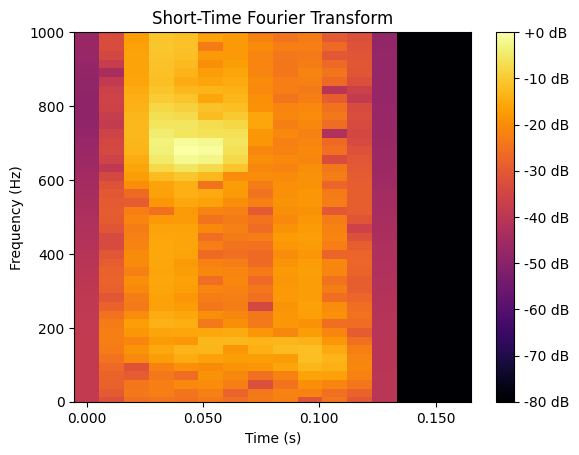 Short-Time Fourier Transform
1000
800
600
400
200
0
Frequency (Hz)
0.000
0.050
0.100
0.150
Time (s)
+0 dB
-10 dB
-20 dB
-30 dB
-40 dB
-50 dB
-60 dB
-70 dB
-80 dB